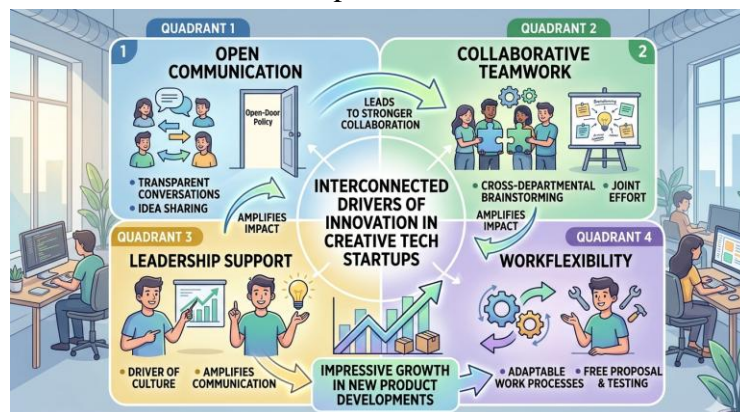 QUADRANT 1
1
OPEN
COMMUNICATION
Open-Door
Policy
• TRANSPARENT
CONVERSATIONS
• IDEA SHARING
LEADS
TO STRONGER
COLLABORATION
QUADRANT 2
2
COLLABORATIVE
TEAMWORK
• CROSS-DEPARTMENTAL
BRAINSTORMING
• JOINT
EFFORT
INTERCONNECTED
DRIVERS OF
INNOVATION IN
CREATIVE TECH
STARTUPS
AMPLIFIES
IMPACT
AMPLIFIES
IMPACT
QUADRANT 3
LEADERSHIP SUPPORT
• DRIVER OF
CULTURE
• AMPLIFIES
COMMUNICATION
QUADRANT 4
WORKFLEXIBILITY
• ADAPTABLE
WORK PROCESSES
• FREE PROPOSAL
& TESTING
IMPRESSIVE GROWTH
IN NEW PRODUCT
DEVELOPMENTS